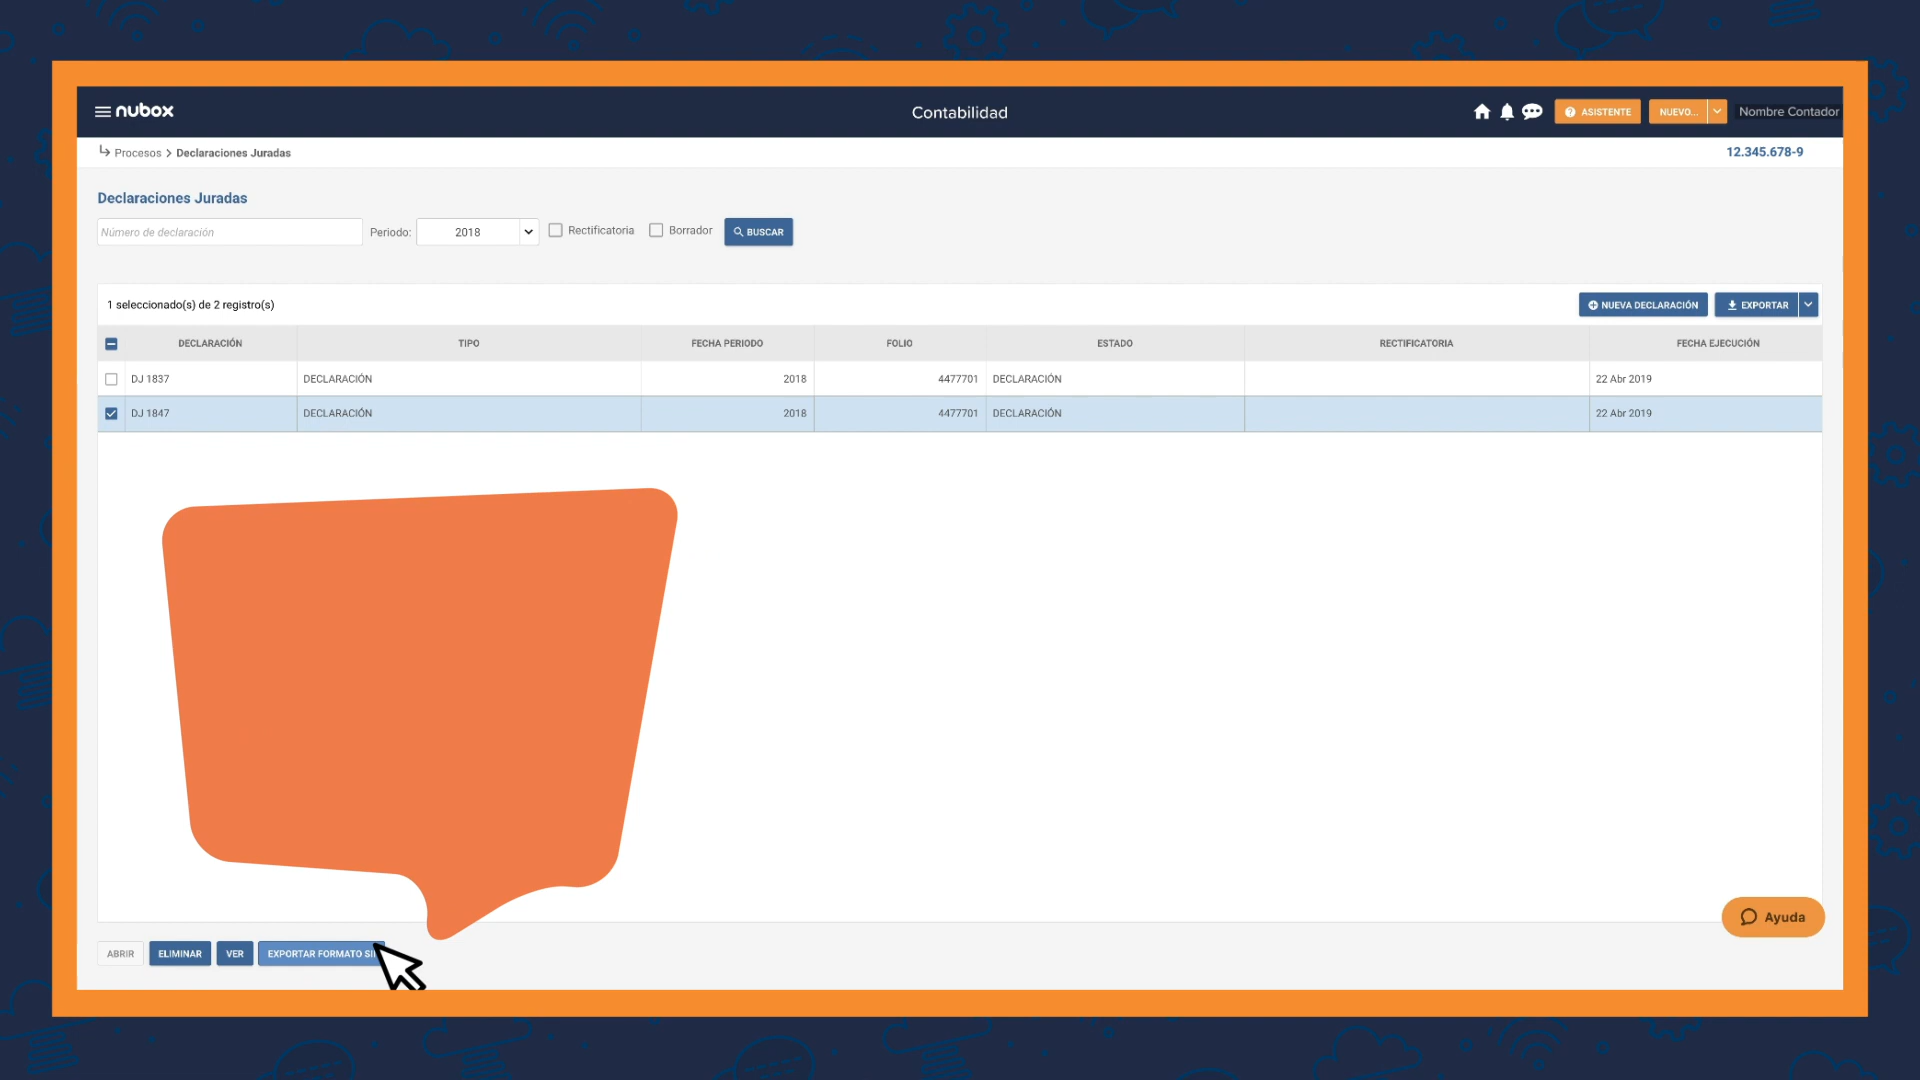 nubox
Contabilidad
ASISTENTE
NUEVO...
Nombre Contador
Procesos > Declaraciones Juradas
12.345.678-9
Declaraciones Juradas
Número de declaración
Periodo:
2018
Rectificatoria
Borrador
BUSCAR
1 seleccionado(s) de 2 registro(s)
NUEVA DECLARACIÓN
EXPORTAR
DECLARACIÓN TIPO FECHA PERIODO FOLIO ESTADO RECTIFICATORIA FECHA EJECUCIÓN
DJ 1837 DECLARACIÓN 2018 4477701 DECLARACIÓN 22 Abr 2019
DJ 1847 DECLARACIÓN 2018 4477701 DECLARACIÓN 22 Abr 2019
Ayuda
ABRIR
ELIMINAR
VER
EXPORTAR FORMATO